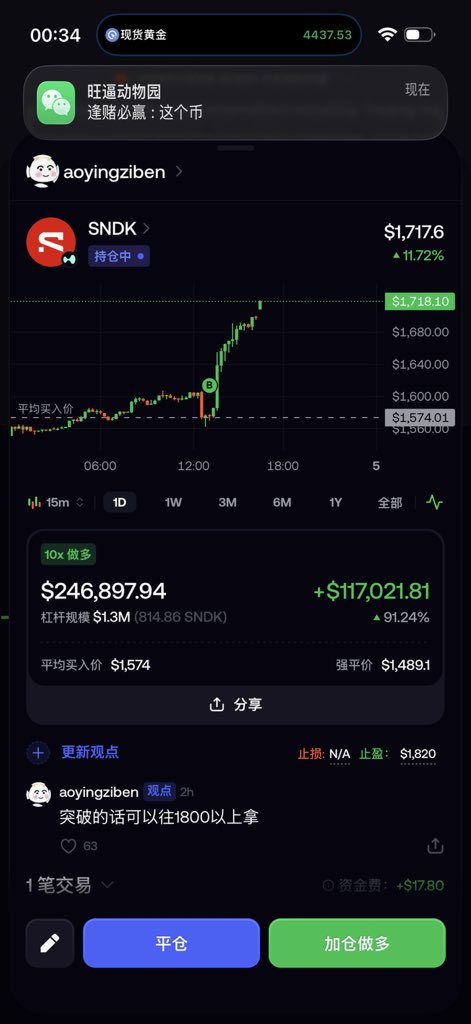 00:34
现货黄金 4437.53
旺逼动物园 现在
逢赌必赢：这个币
aoyingziben
SNDK $1,717.6
持仓中 11.72%
$1,718.10
$1,680.00
$1,640.00
$1,600.00
平均买入价 $1,574.01
$1,560.00
06:00 12:00 18:00 5
15m 1D 1W 3M 6M 1Y 全部
B
10x 做多
$246,897.94 +$117,021.81
杠杆规模 $1.3M (814.86 SNDK) 91.24%
平均买入价 $1,574 强平价 $1,489.1
分享
更新观点 止损: N/A 止盈: $1,820
aoyingziben 观点 2h
突破的话可以往1800以上拿
63
1 笔交易 资金费: +$17.80
平仓 加仓做多